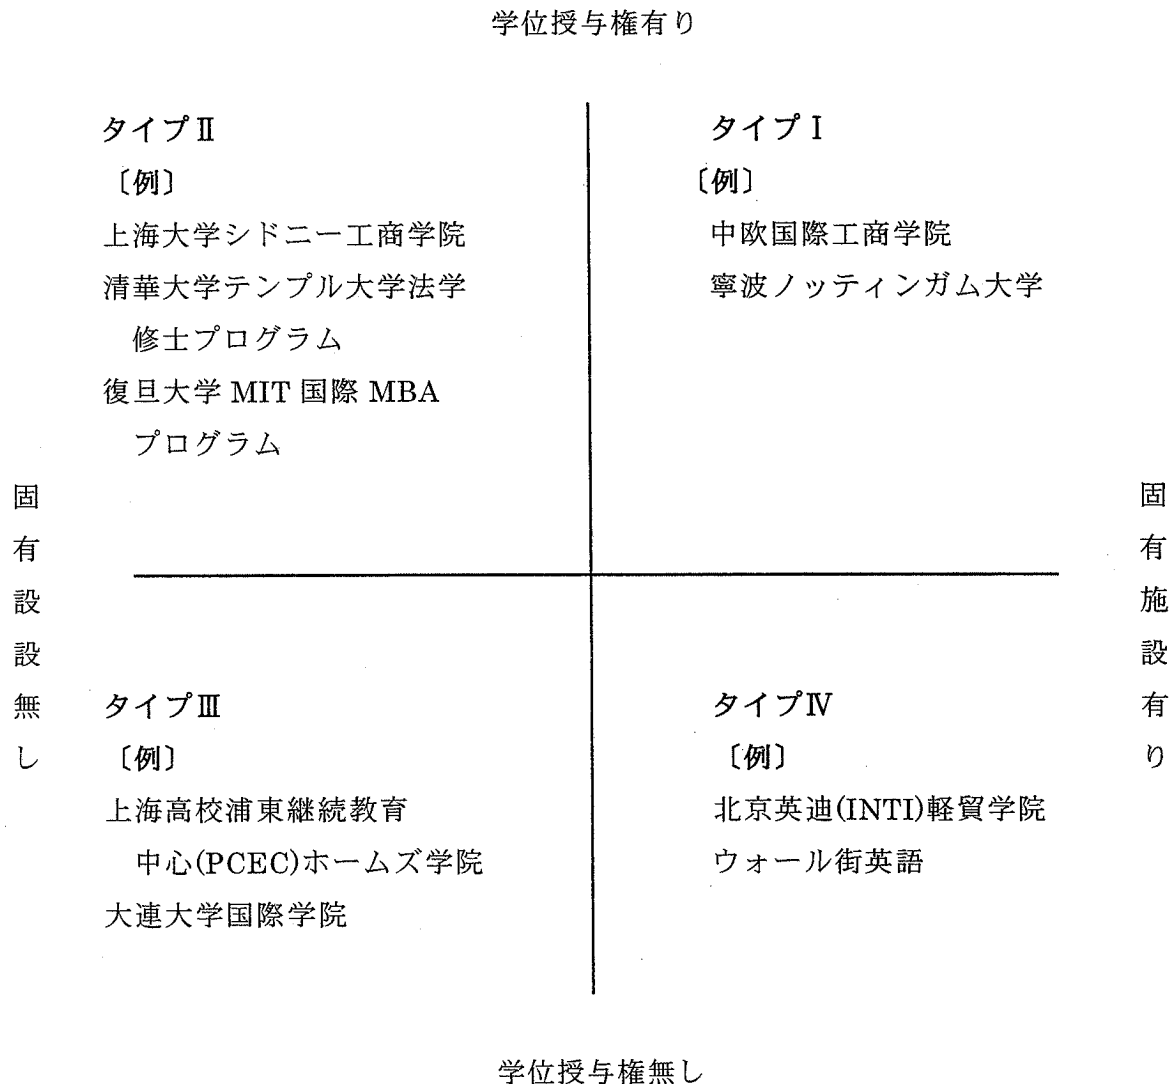 学位授与権有り
タイプⅡ
〔例〕
上海大学シドニー工商学院
清華大学テンプル大学法学
修士プログラム
復旦大学 MIT 国際 MBA
プログラム
タイプⅠ
〔例〕
中欧国際工商学院
寧波ノッティンガム大学
固有設設無し
固有施設有り
タイプⅢ
〔例〕
上海高校浦東継続教育
中心(PCEC)ホームズ学院
大連大学国際学院
タイプⅣ
〔例〕
北京英迪(INTI)軽貿学院
ウォール街英語
学位授与権無し